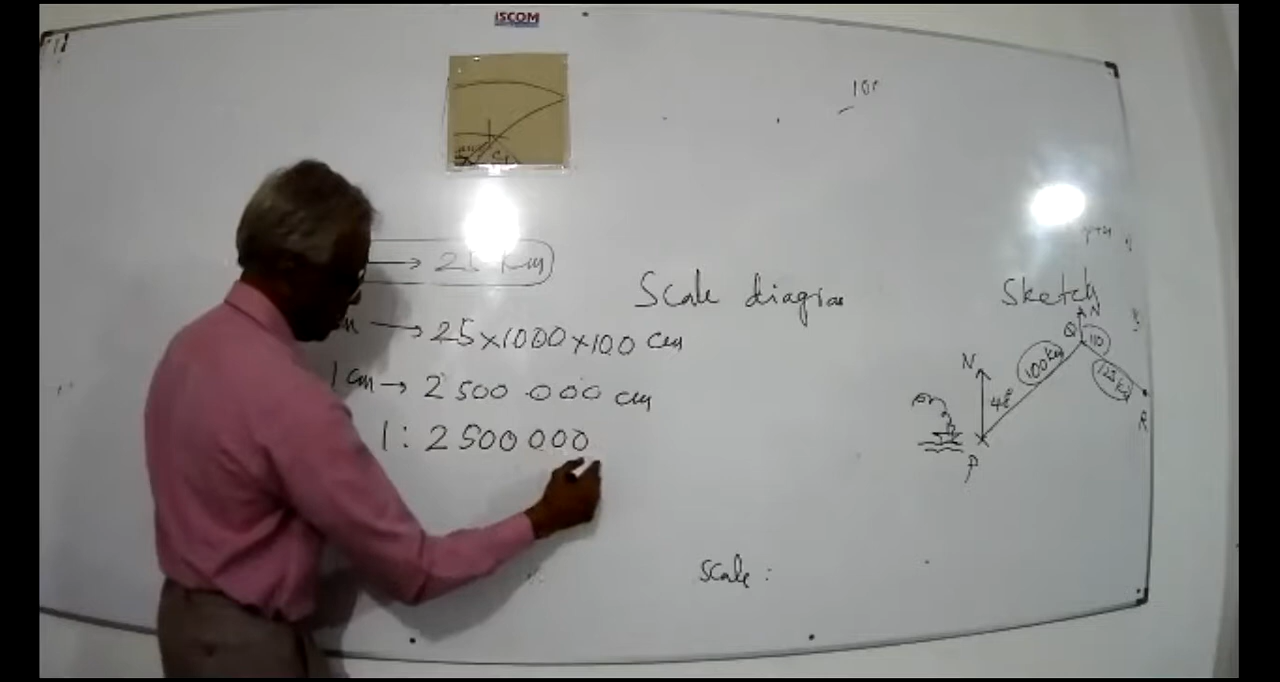 ISCOM
→ 25 Km
→ 25×1000×100 cm
1 cm → 2 500 000 cm
1 : 2 500 000
Scale diagram
Scale :
Sketch
N
Q
110
100 Km
125 Km
N
48°
R
P